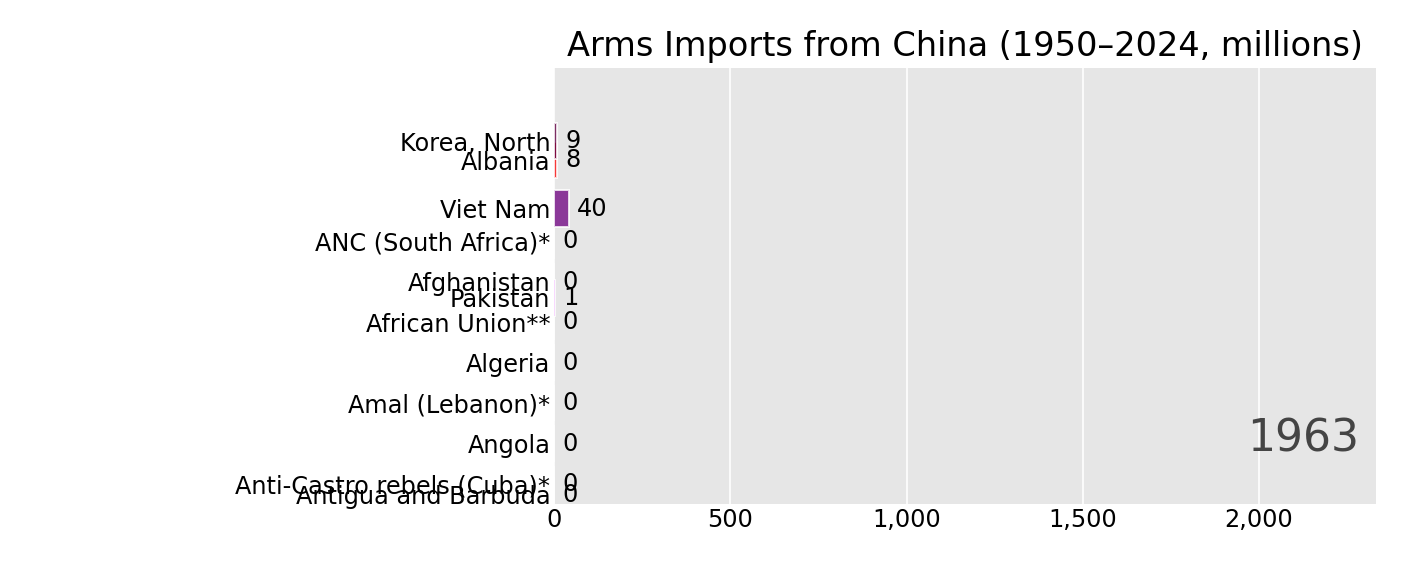 Arms Imports from China (1950–2024, millions)
Korea, North 9
Albania 8
Viet Nam 40
ANC (South Africa)* 0
Afghanistan 0
Pakistan 1
African Union** 0
Algeria 0
Amal (Lebanon)* 0
Angola 0
1963
Anti-Castro rebels (Cuba)* 0
Antigua and Barbuda 0
0 500 1,000 1,500 2,000